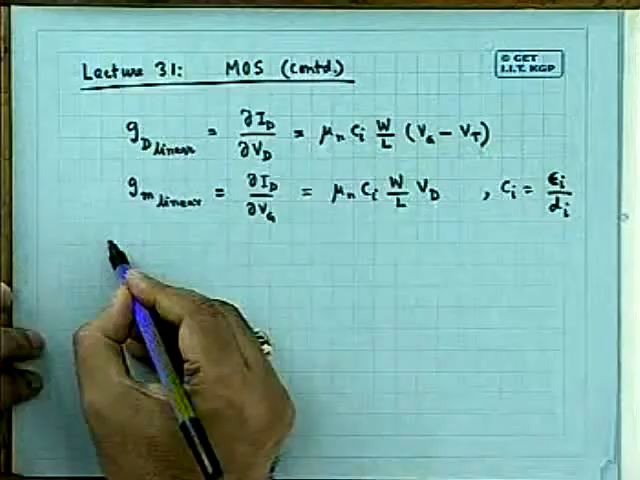 Lecture 31: MOS (Contd.)
© CET
I.I.T. KGP
g_D linear = ∂I_D/∂V_D = μ_n C_i W/L (V_G − V_T)
g_m linear = ∂I_D/∂V_G = μ_n C_i W/L V_D , C_i = ε_i/d_i